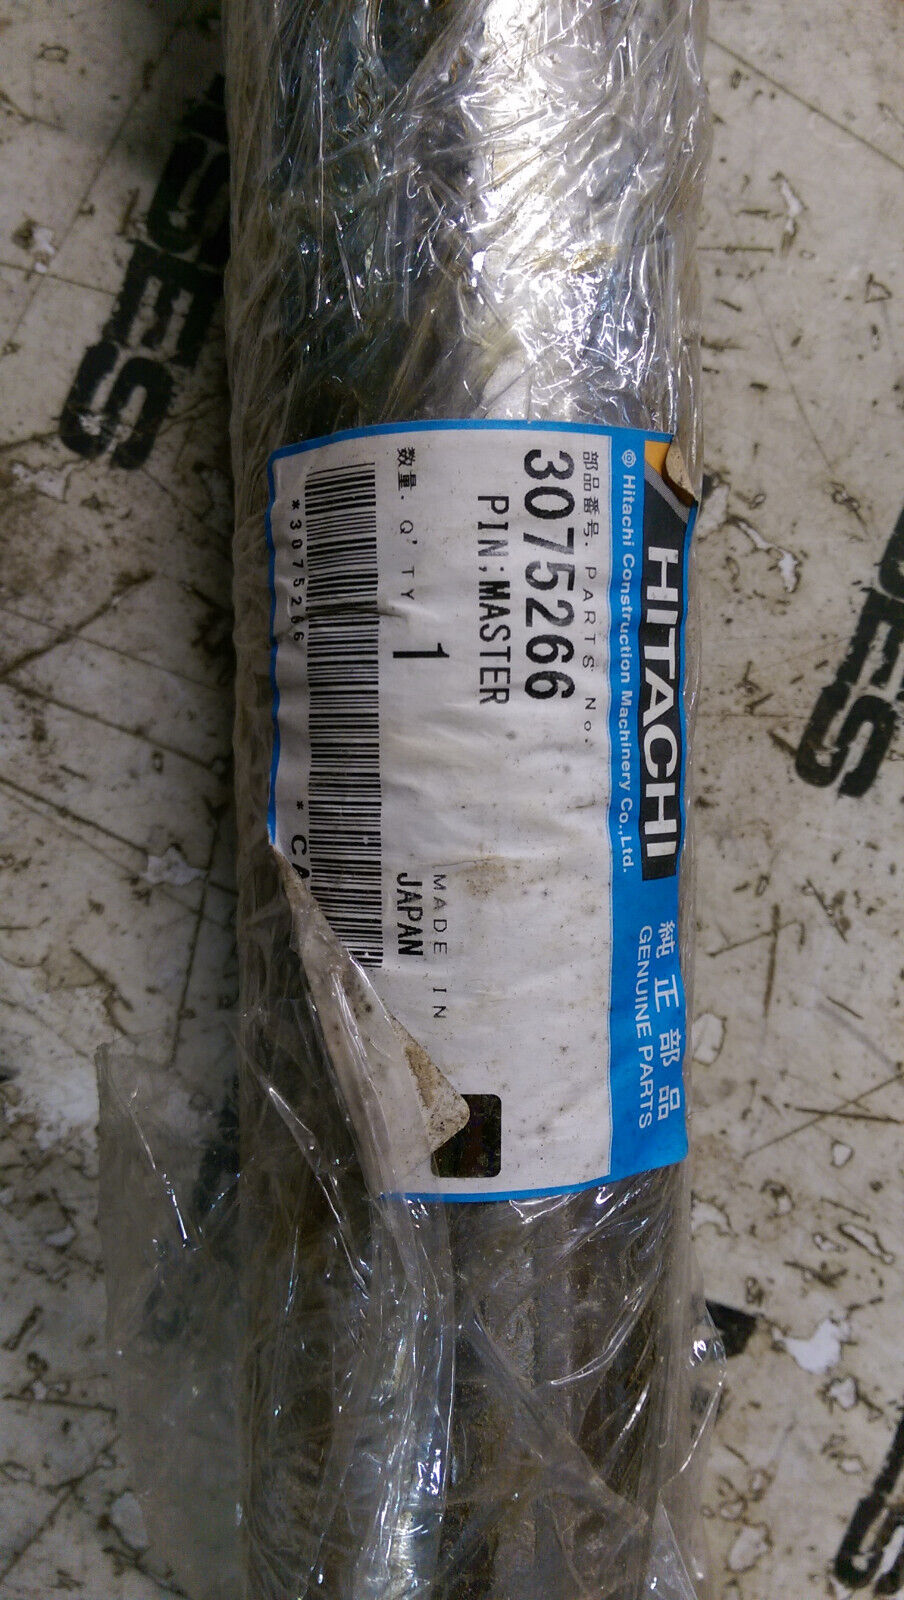 HITACHI
純正部品
GENUINE PARTS
Hitachi Construction Machinery Co.,Ltd.
部品番号. PARTS No.
3075266
PIN;MASTER
数量. Q'TY
1
MADE IN
JAPAN
*3075266 *